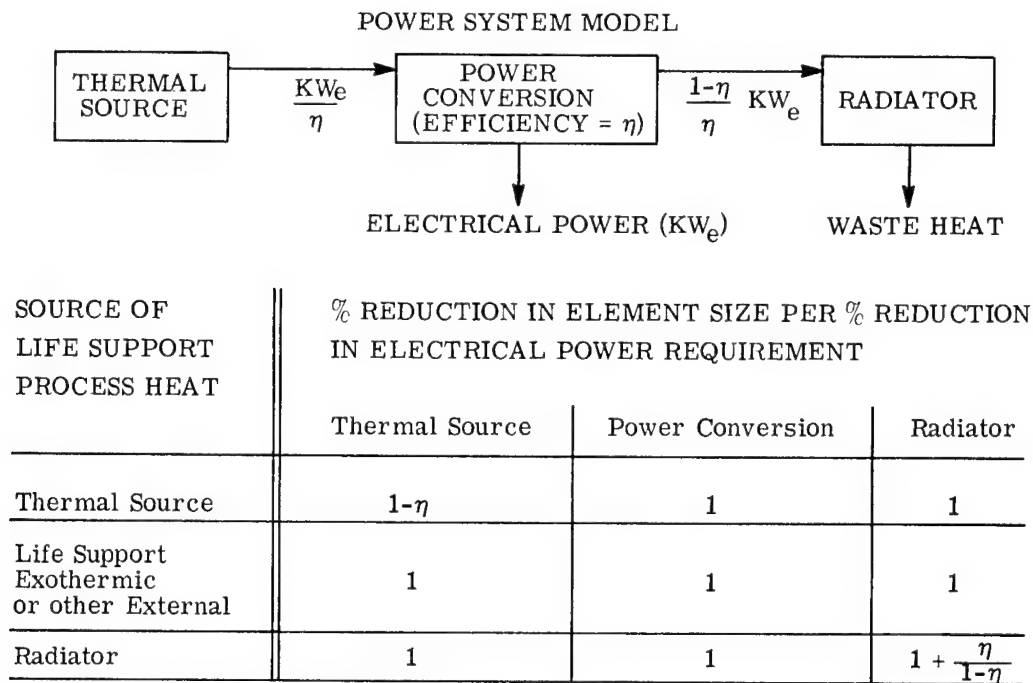 POWER SYSTEM MODEL
THERMAL SOURCE
KWe/η
POWER CONVERSION (EFFICIENCY = η)
(1-η)/η KWe
RADIATOR
ELECTRICAL POWER (KWe)
WASTE HEAT
SOURCE OF LIFE SUPPORT PROCESS HEAT
% REDUCTION IN ELEMENT SIZE PER % REDUCTION
IN ELECTRICAL POWER REQUIREMENT
Thermal Source Power Conversion Radiator
Thermal Source 1-η 1 1
Life Support
Exothermic
or other External 1 1 1
Radiator 1 1 1 + η/(1-η)